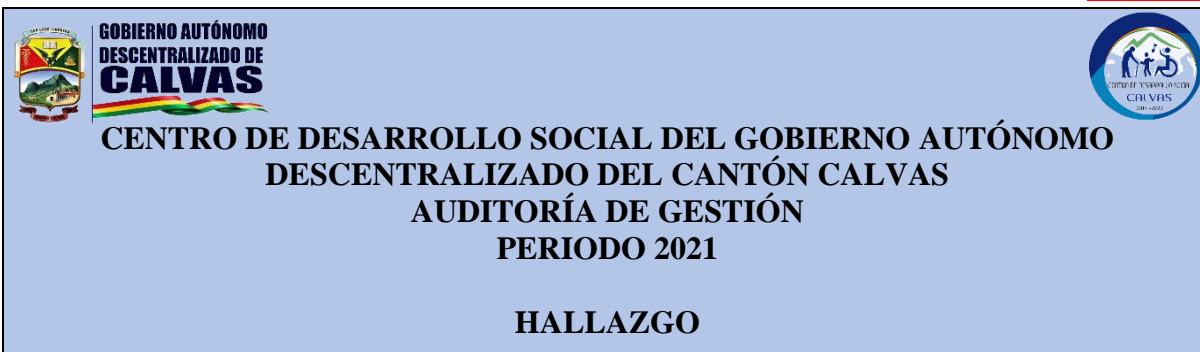 GOBIERNO AUTÓNOMO
DESCENTRALIZADO DE
CALVAS
CALVAS
CENTRO DE DESARROLLO SOCIAL DEL GOBIERNO AUTÓNOMO
DESCENTRALIZADO DEL CANTÓN CALVAS
AUDITORÍA DE GESTIÓN
PERIODO 2021
HALLAZGO